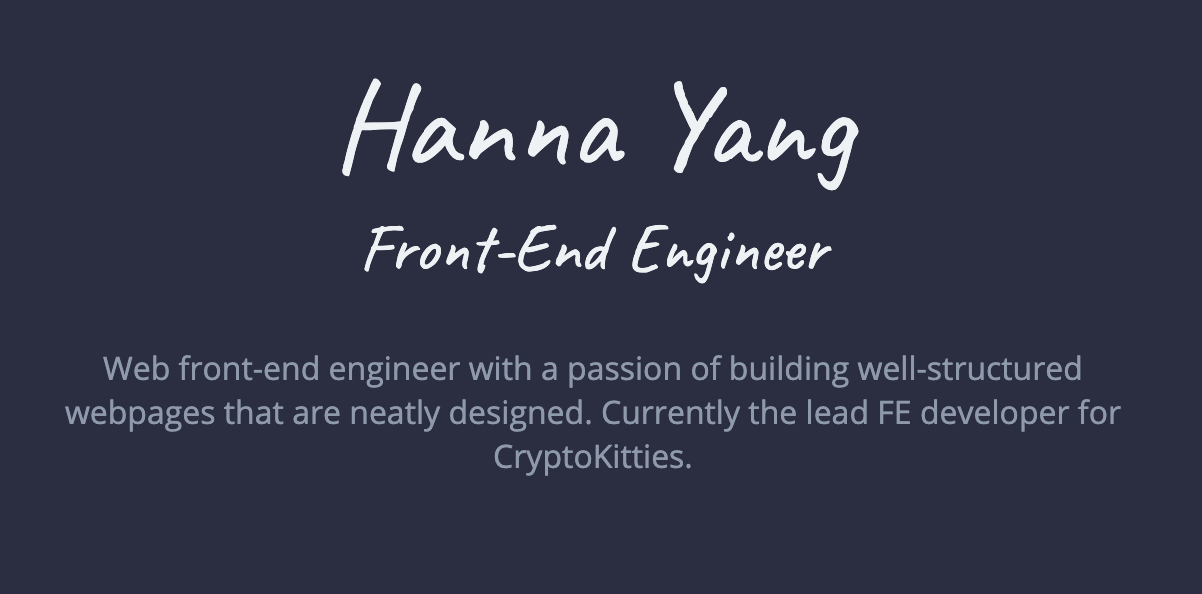 Hanna Yang
Front-End Engineer
Web front-end engineer with a passion of building well-structured
webpages that are neatly designed. Currently the lead FE developer for
CryptoKitties.